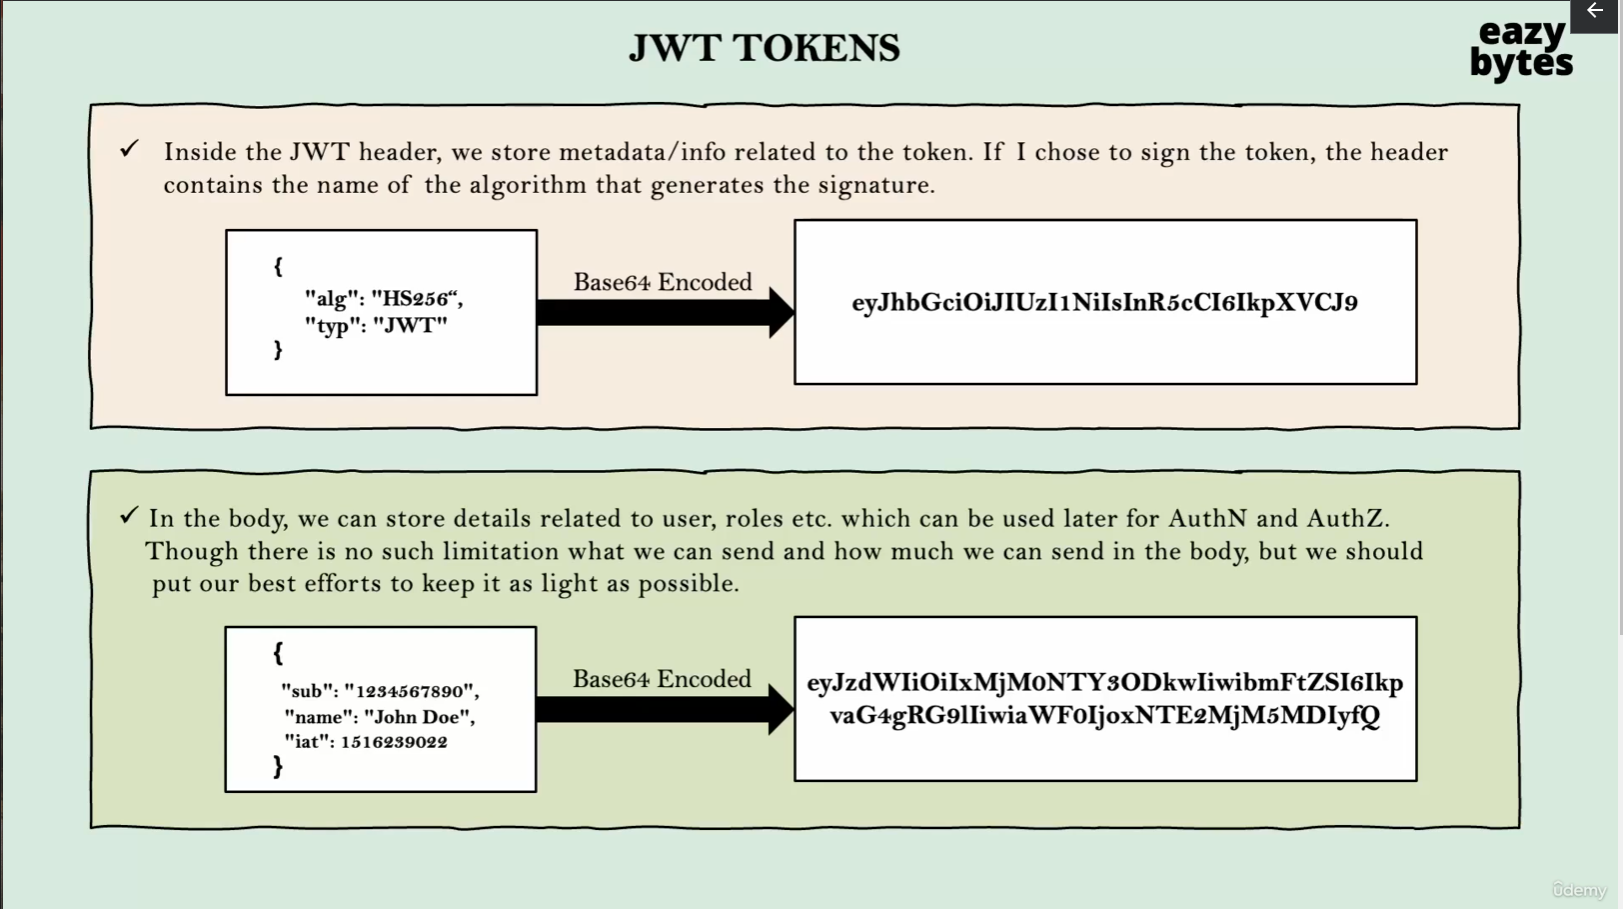 JWT TOKENS
eazy
bytes
✓ Inside the JWT header, we store metadata/info related to the token. If I chose to sign the token, the header
contains the name of the algorithm that generates the signature.
{
"alg": "HS256“,
"typ": "JWT"
}
Base64 Encoded
eyJhbGciOiJIUzI1NiIsInR5cCI6IkpXVCJ9
✓ In the body, we can store details related to user, roles etc. which can be used later for AuthN and AuthZ.
Though there is no such limitation what we can send and how much we can send in the body, but we should
put our best efforts to keep it as light as possible.
{
"sub": "1234567890",
"name": "John Doe",
"iat": 1516239022
}
Base64 Encoded
eyJzdWIiOiIxMjM0NTY3ODkwIiwibmFtZSI6Ikp
vaG4gRG9lIiwiaWF0IjoxNTE2MjM5MDIyfQ
ûdemy